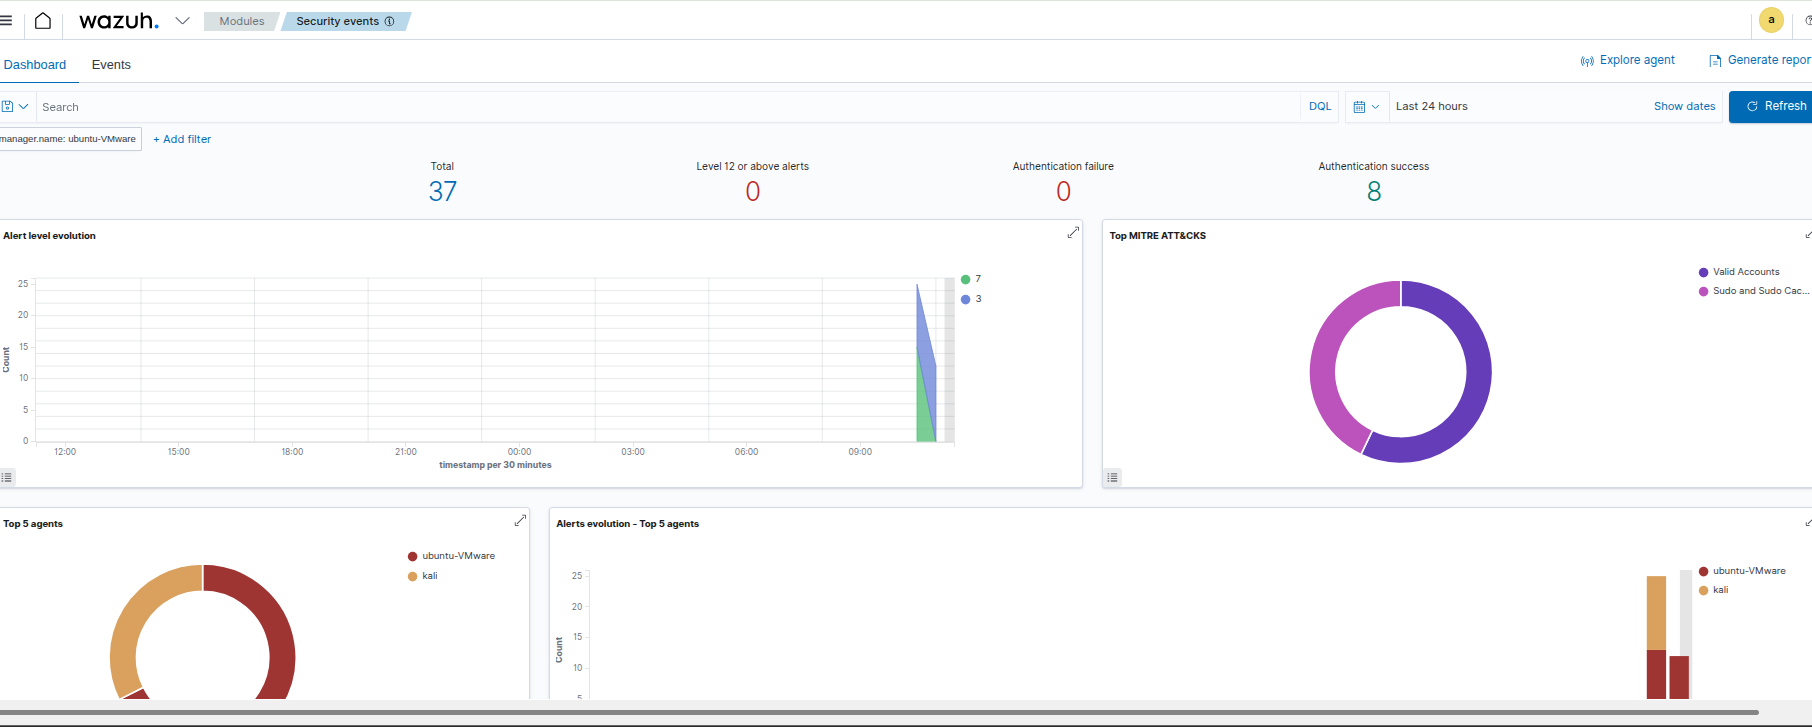 wazuh.
Modules
Security events
a
Dashboard
Events
Explore agent
Generate repor
Search
DQL
Last 24 hours
Show dates
Refresh
manager.name: ubuntu-VMware
+ Add filter
Total
37
Level 12 or above alerts
0
Authentication failure
0
Authentication success
8
Alert level evolution
25
20
15
10
5
0
Count
12:00
15:00
18:00
21:00
00:00
03:00
06:00
09:00
timestamp per 30 minutes
7
3
Top MITRE ATT&CKS
Valid Accounts
Sudo and Sudo Cac...
Top 5 agents
ubuntu-VMware
kali
Alerts evolution - Top 5 agents
25
20
15
10
5
Count
ubuntu-VMware
kali